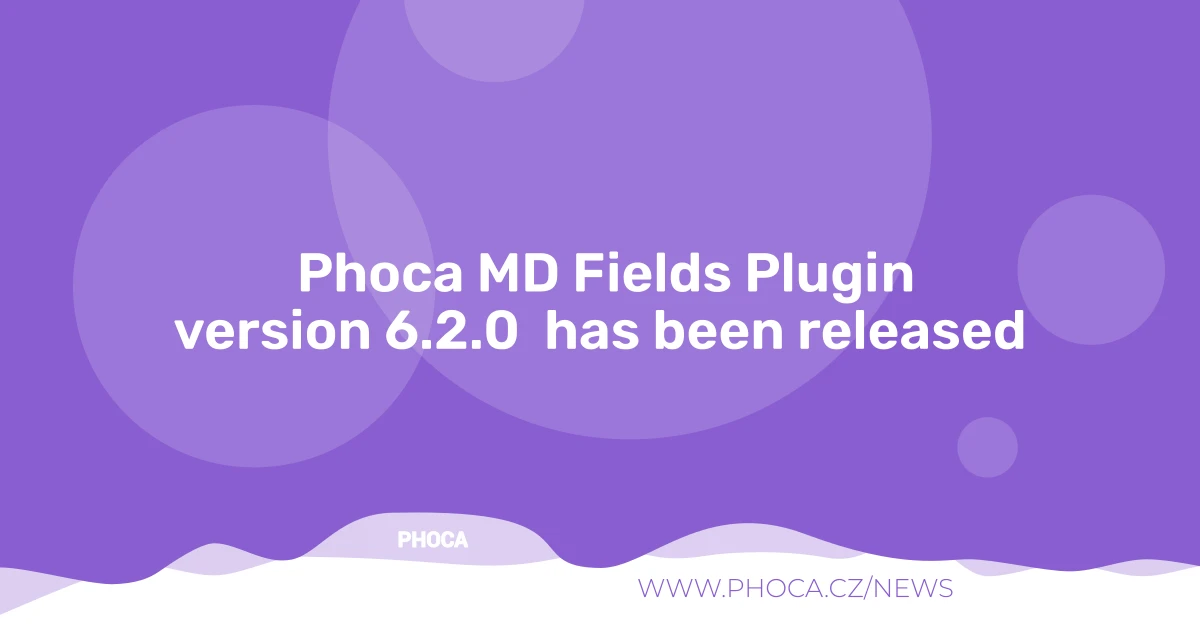 Phoca MD Fields Plugin
version 6.2.0  has been released
PHOCA
WWW.PHOCA.CZ/NEWS